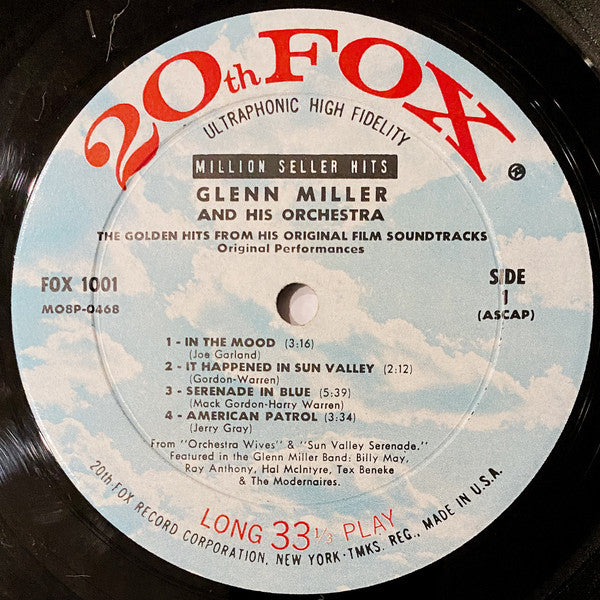 20th FOX
ULTRAPHONIC HIGH FIDELITY
MILLION SELLER HITS
GLENN MILLER
AND HIS ORCHESTRA
THE GOLDEN HITS FROM HIS ORIGINAL FILM SOUNDTRACKS
Original Performances
FOX 1001
MO8P-0468
SIDE
1
(ASCAP)
1 - IN THE MOOD (3:16)
(Joe Garland)
2 - IT HAPPENED IN SUN VALLEY (2:12)
(Gordon-Warren)
3 - SERENADE IN BLUE (5:39)
(Mack Gordon-Harry Warren)
4 - AMERICAN PATROL (3:34)
(Jerry Gray)
From "Orchestra Wives" & "Sun Valley Serenade."
Featured in the Glenn Miller Band: Billy May,
Ray Anthony, Hal McIntyre, Tex Beneke
& The Modernaires.
LONG 33 1/3 PLAY
20th FOX RECORD CORPORATION, NEW YORK - TMKS. REG., MADE IN U.S.A.